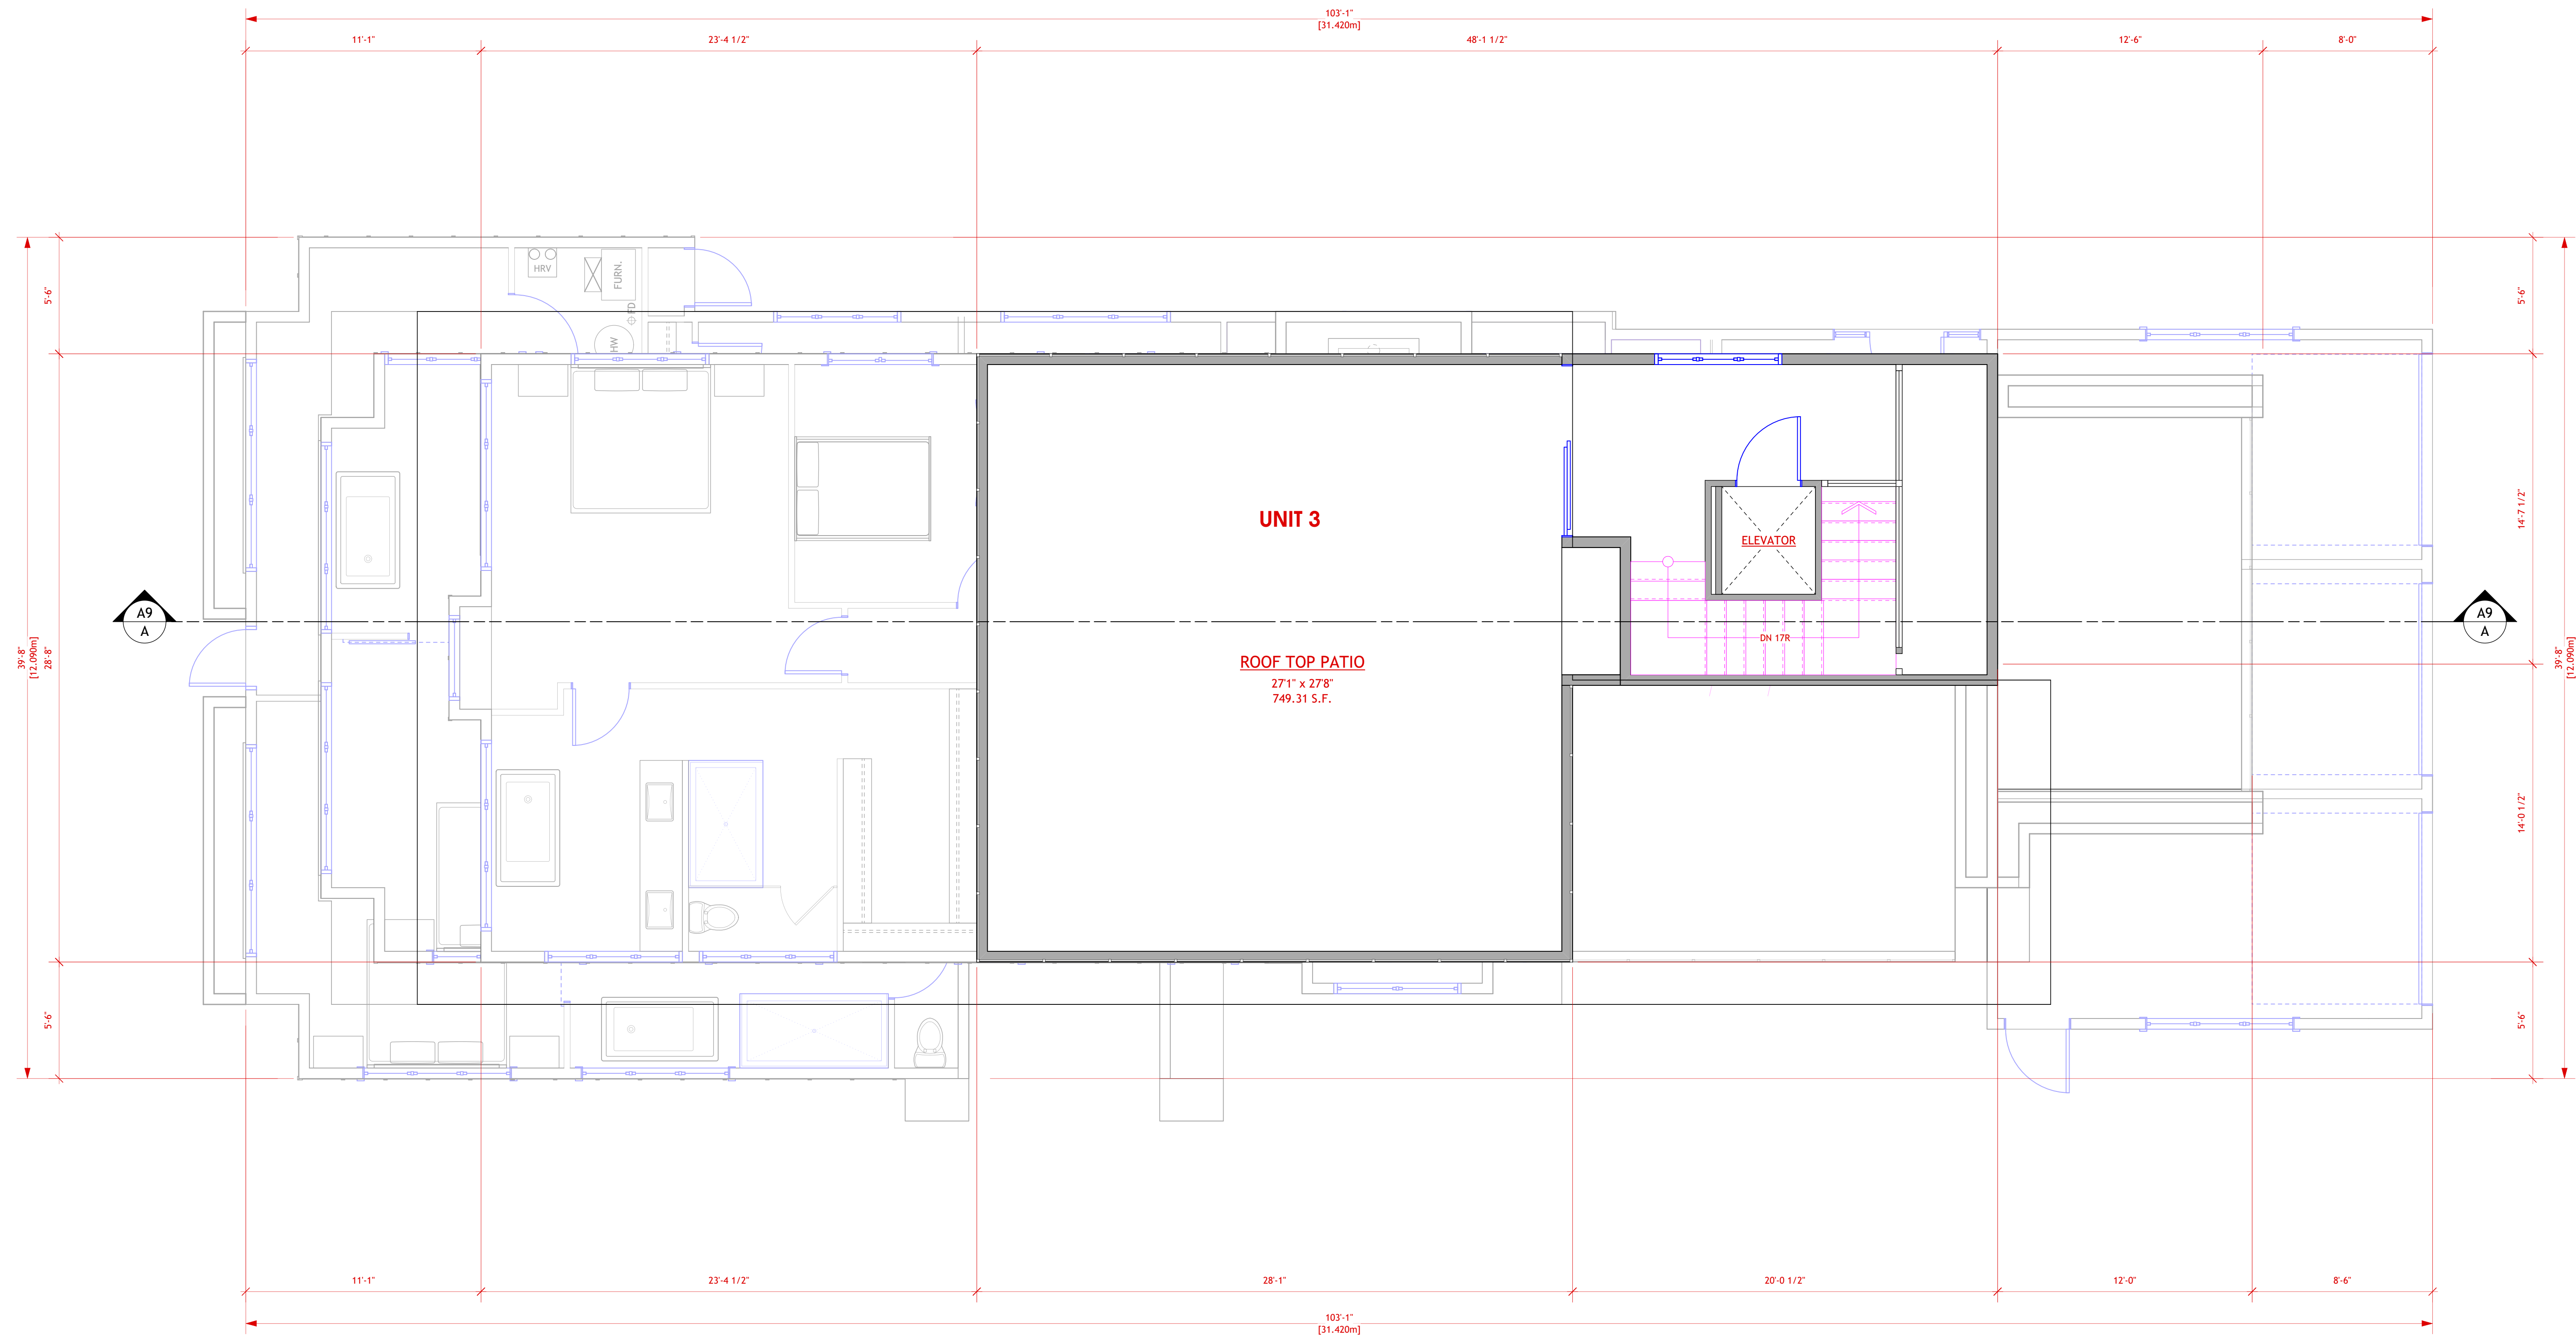 103'-1"
[31.420m]
11'-1"
23'-4 1/2"
48'-1 1/2"
12'-6"
8'-0"
5'-6"
5'-6"
HRV
FURN.
FD
HW
UNIT 3
14'-7 1/2"
ELEVATOR
A9
A
A9
A
DN 17R
39'-8"
[12.090m]
28'-8"
39'-8"
[12.090m]
ROOF TOP PATIO
27'1" x 27'8"
749.31 S.F.
14'-0 1/2"
5'-6"
5'-6"
11'-1"
23'-4 1/2"
28'-1"
20'-0 1/2"
12'-0"
8'-6"
103'-1"
[31.420m]